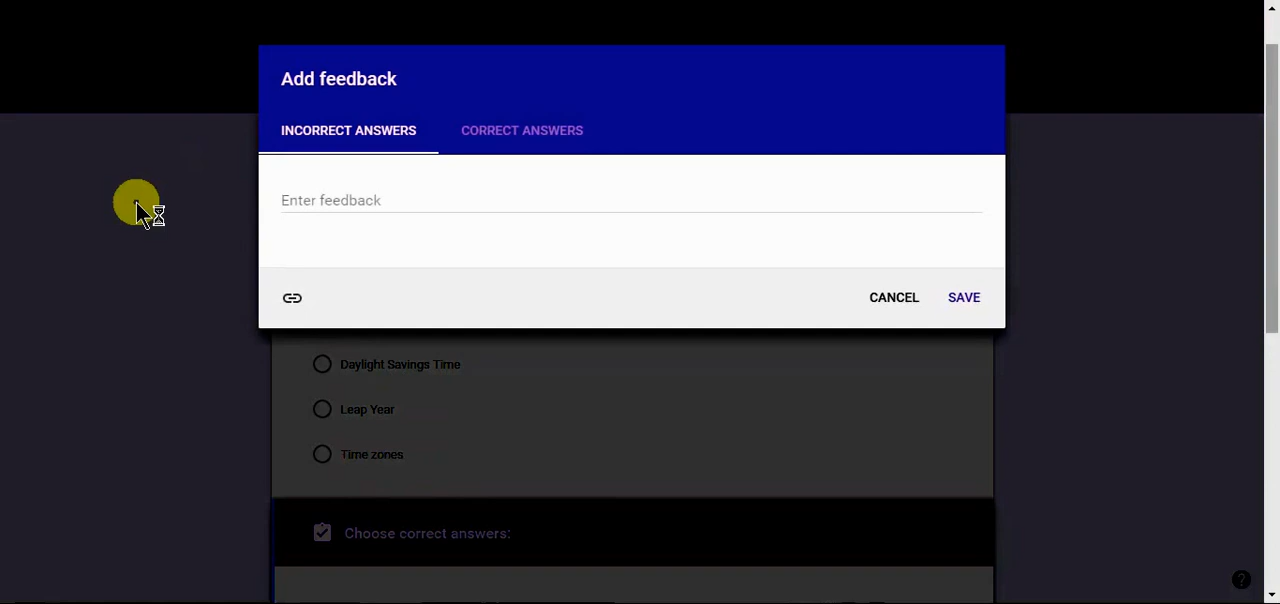 Add feedback
INCORRECT ANSWERS CORRECT ANSWERS
Enter feedback
CANCEL SAVE
Daylight Savings Time
Leap Year
Time zones
Choose correct answers:
?